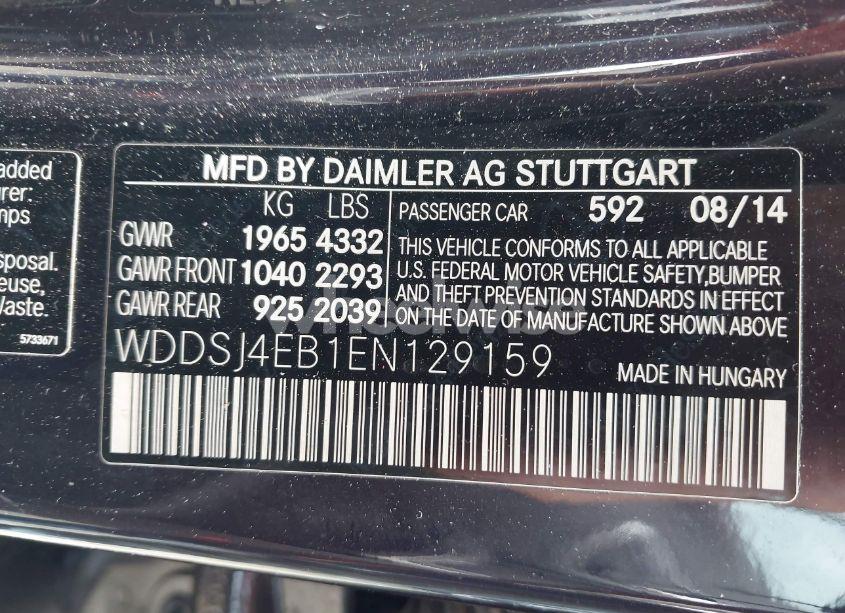 added
rer:
mps
sposal.
euse,
Waste.
5733671
MFD BY DAIMLER AG STUTTGART
KG LBS
GVWR 1965 4332
GAWR FRONT 1040 2293
GAWR REAR 925 2039
PASSENGER CAR 592 08/14
THIS VEHICLE CONFORMS TO ALL APPLICABLE
U.S. FEDERAL MOTOR VEHICLE SAFETY,BUMPER
AND THEFT PREVENTION STANDARDS IN EFFECT
ON THE DATE OF MANUFACTURE SHOWN ABOVE
WDDSJ4EB1EN129159
MADE IN HUNGARY